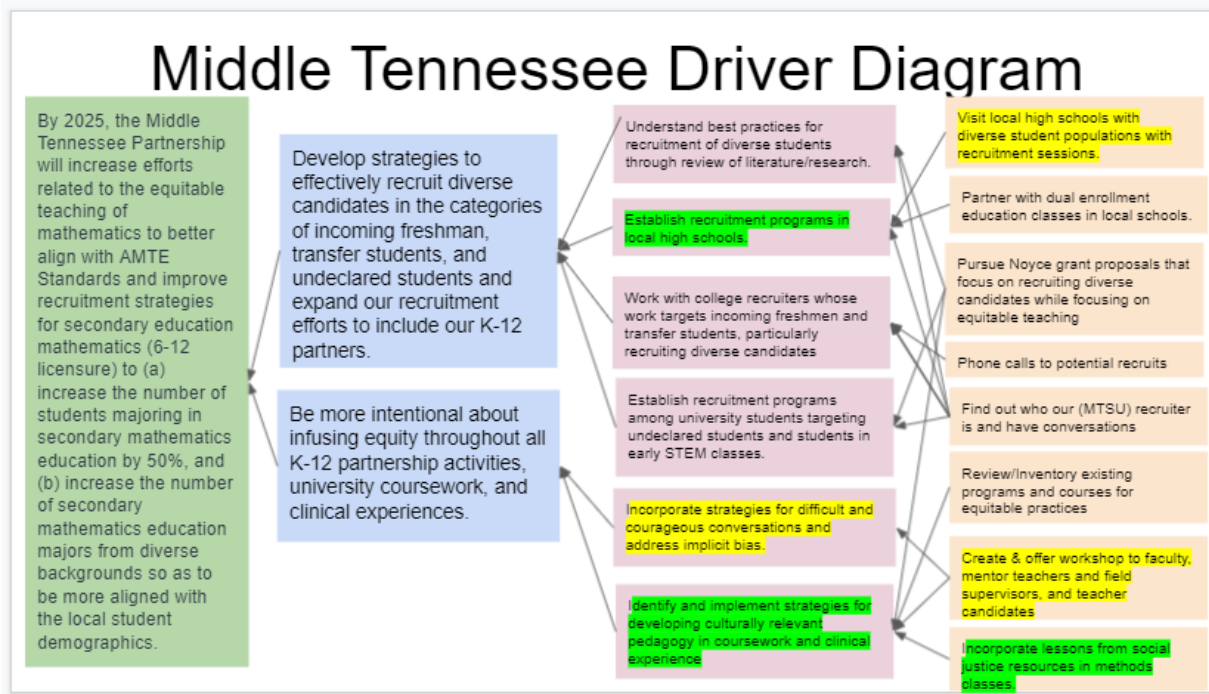 Middle Tennessee Driver Diagram
By 2025, the Middle
Tennessee Partnership
will increase efforts
related to the equitable
teaching of
mathematics to better
align with AMTE
Standards and improve
recruitment strategies
for secondary education
mathematics (6-12
licensure) to (a)
increase the number of
students majoring in
secondary mathematics
education by 50%, and
(b) increase the number
of secondary
mathematics education
majors from diverse
backgrounds so as to
be more aligned with
the local student
demographics.
Develop strategies to
effectively recruit diverse
candidates in the categories
of incoming freshman,
transfer students, and
undeclared students and
expand our recruitment
efforts to include our K-12
partners.
Be more intentional about
infusing equity throughout all
K-12 partnership activities,
university coursework, and
clinical experiences.
Understand best practices for
recruitment of diverse students
through review of literature/research.
Establish recruitment programs in
local high schools.
Work with college recruiters whose
work targets incoming freshmen and
transfer students, particularly
recruiting diverse candidates
Establish recruitment programs
among university students targeting
undeclared students and students in
early STEM classes.
Incorporate strategies for difficult and
courageous conversations and
address implicit bias.
Identify and implement strategies for
developing culturally relevant
pedagogy in coursework and clinical
experience
Visit local high schools with
diverse student populations with
recruitment sessions.
Partner with dual enrollment
education classes in local schools.
Pursue Noyce grant proposals that
focus on recruiting diverse
candidates while focusing on
equitable teaching
Phone calls to potential recruits
Find out who our (MTSU) recruiter
is and have conversations
Review/Inventory existing
programs and courses for
equitable practices
Create & offer workshop to faculty,
mentor teachers and field
supervisors, and teacher
candidates
Incorporate lessons from social
justice resources in methods
classes.